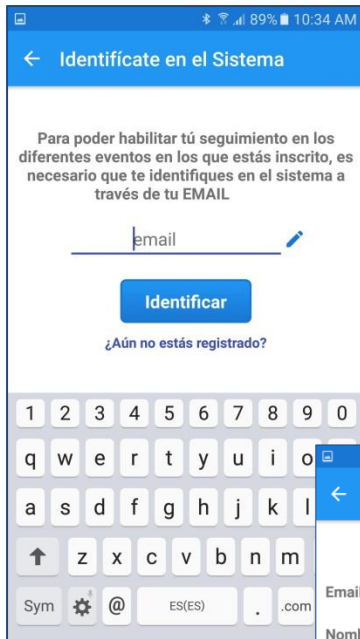 89% 10:34 AM
Identifícate en el Sistema
Para poder habilitar tú seguimiento en los
diferentes eventos en los que estás inscrito, es
necesario que te identifiques en el sistema a
través de tu EMAIL
email
Identificar
¿Aún no estás registrado?
1 2 3 4 5 6 7 8 9 0
q w e r t y u i o
a s d f g h j k l
z x c v b n m
Sym @ ES(ES) . .com
Email
Nomb